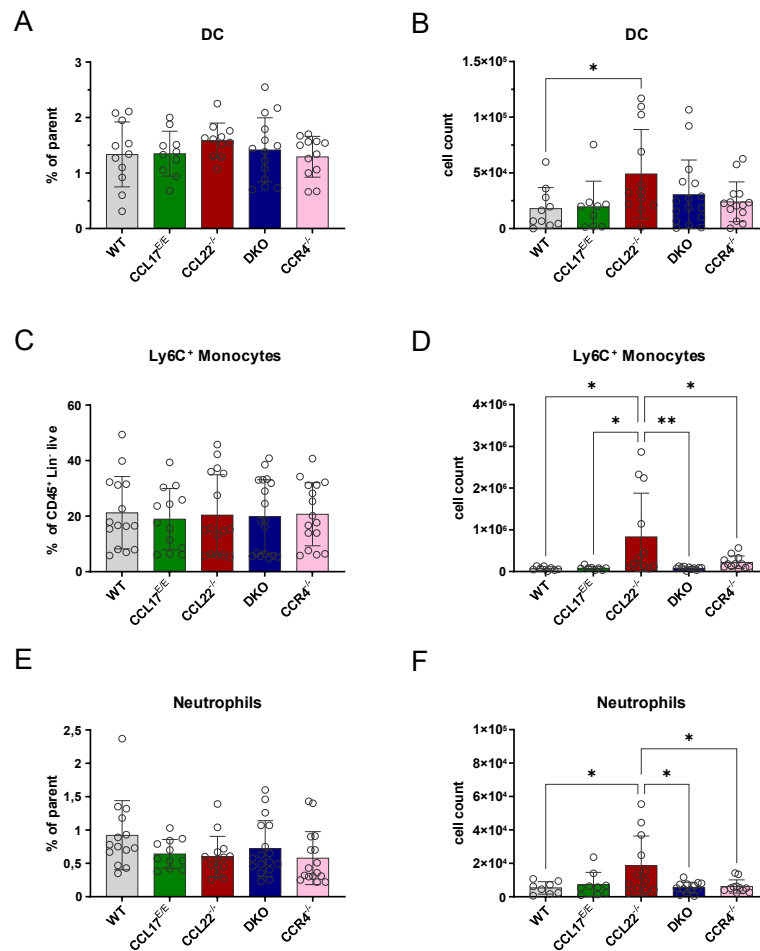 A
DC
% of parent
3
2
1
0
WT
CCL17E/E
CCL22-/-
DKO
CCR4-/-
B
DC
cell count
1.5×10⁵
1×10⁵
5×10⁴
0
*
WT
CCL17E/E
CCL22-/-
DKO
CCR4-/-
C
Ly6C⁺ Monocytes
% of CD45⁺ Lin⁻ live
60
40
20
0
WT
CCL17E/E
CCL22-/-
DKO
CCR4-/-
D
Ly6C⁺ Monocytes
cell count
4×10⁶
3×10⁶
2×10⁶
1×10⁶
0
* *
* **
WT
CCL17E/E
CCL22-/-
DKO
CCR4-/-
E
Neutrophils
% of parent
2,5
2
1,5
1
0,5
0
WT
CCL17E/E
CCL22-/-
DKO
CCR4-/-
F
Neutrophils
cell count
1×10⁵
8×10⁴
6×10⁴
4×10⁴
2×10⁴
0
*
* *
WT
CCL17E/E
CCL22-/-
DKO
CCR4-/-